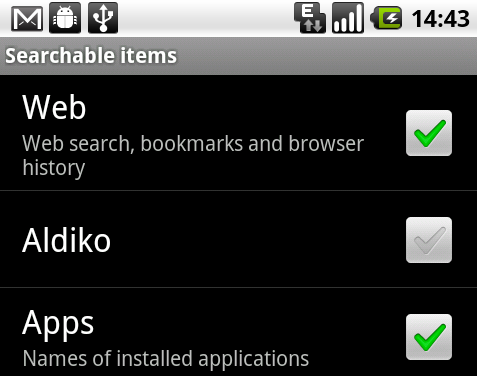 E
14:43
Searchable items
Web
Web search, bookmarks and browser
history
Aldiko
Apps
Names of installed applications